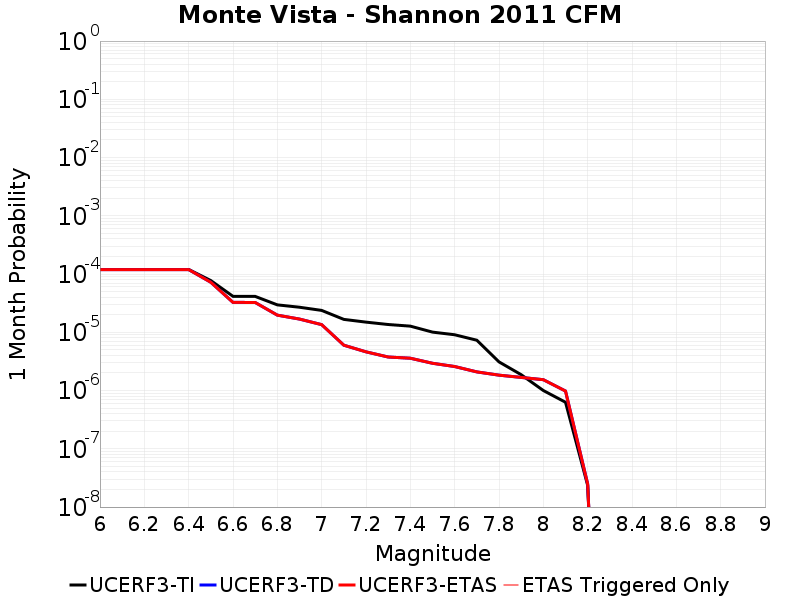 Monte Vista - Shannon 2011 CFM
1 Month Probability
10^0
10^-1
10^-2
10^-3
10^-4
10^-5
10^-6
10^-7
10^-8
6 6.2 6.4 6.6 6.8 7 7.2 7.4 7.6 7.8 8 8.2 8.4 8.6 8.8 9
Magnitude
UCERF3-TI UCERF3-TD UCERF3-ETAS ETAS Triggered Only